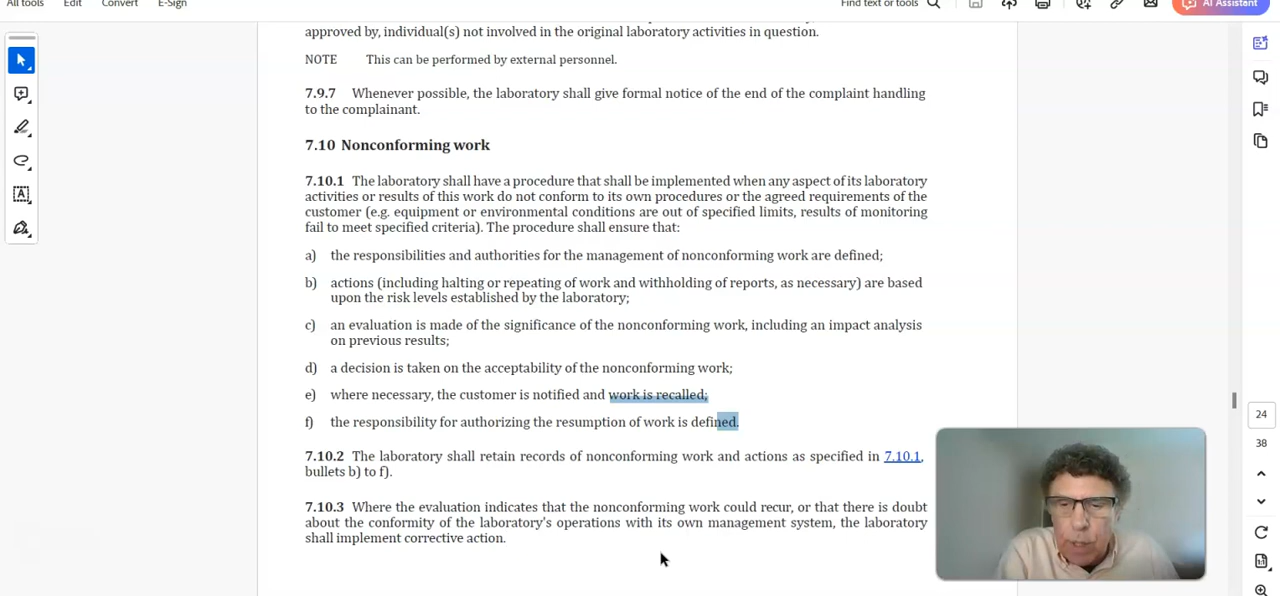 All tools Edit Convert E-Sign Find text or tools AI Assistant
approved by, individual(s) not involved in the original laboratory activities in question.
NOTE This can be performed by external personnel.
7.9.7 Whenever possible, the laboratory shall give formal notice of the end of the complaint handling
to the complainant.
7.10 Nonconforming work
7.10.1 The laboratory shall have a procedure that shall be implemented when any aspect of its laboratory
activities or results of this work do not conform to its own procedures or the agreed requirements of the
customer (e.g. equipment or environmental conditions are out of specified limits, results of monitoring
fail to meet specified criteria). The procedure shall ensure that:
a) the responsibilities and authorities for the management of nonconforming work are defined;
b) actions (including halting or repeating of work and withholding of reports, as necessary) are based
upon the risk levels established by the laboratory;
c) an evaluation is made of the significance of the nonconforming work, including an impact analysis
on previous results;
d) a decision is taken on the acceptability of the nonconforming work;
e) where necessary, the customer is notified and work is recalled;
f) the responsibility for authorizing the resumption of work is defined.
7.10.2 The laboratory shall retain records of nonconforming work and actions as specified in 7.10.1,
bullets b) to f).
7.10.3 Where the evaluation indicates that the nonconforming work could recur, or that there is doubt
about the conformity of the laboratory's operations with its own management system, the laboratory
shall implement corrective action.
24
38